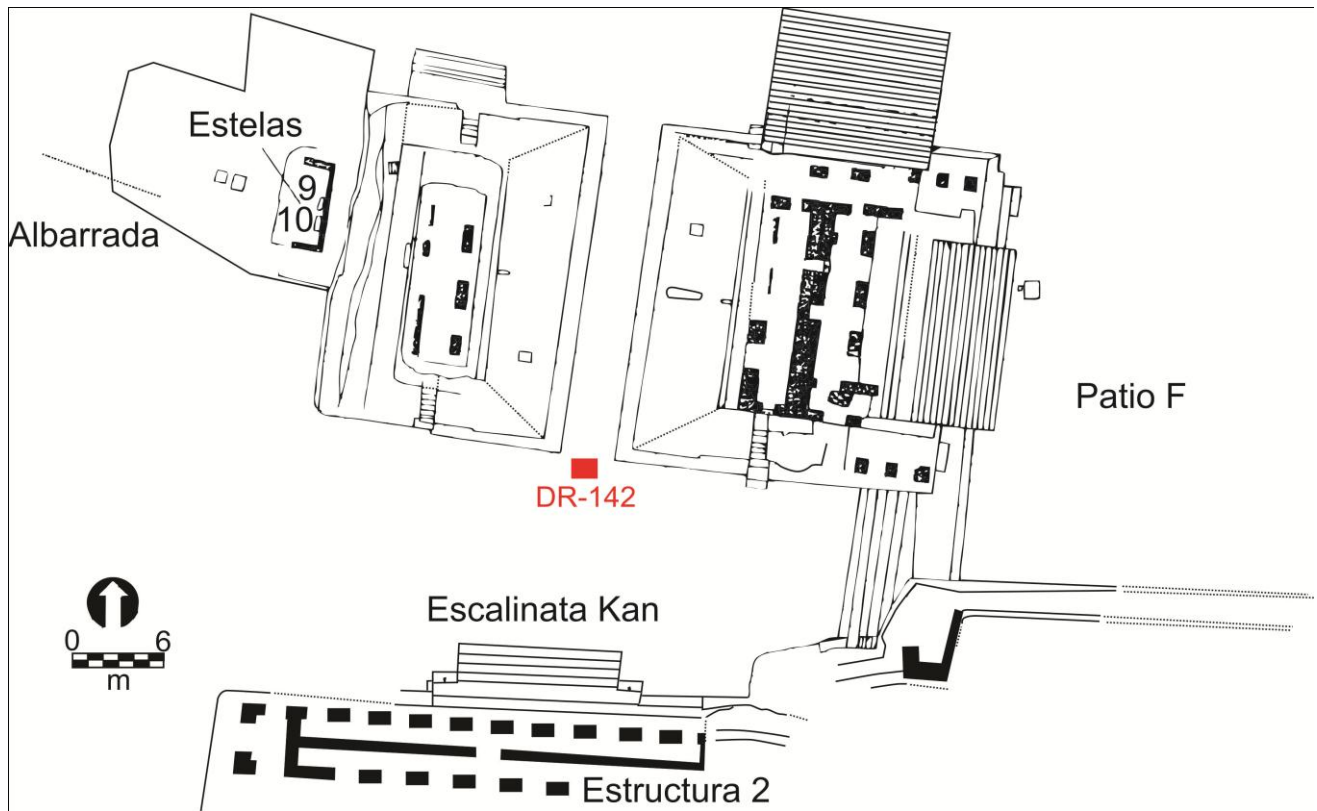 Estelas
9
10
Albarrada
Patio F
DR-142
Escalinata Kan
0 6
m
Estructura 2